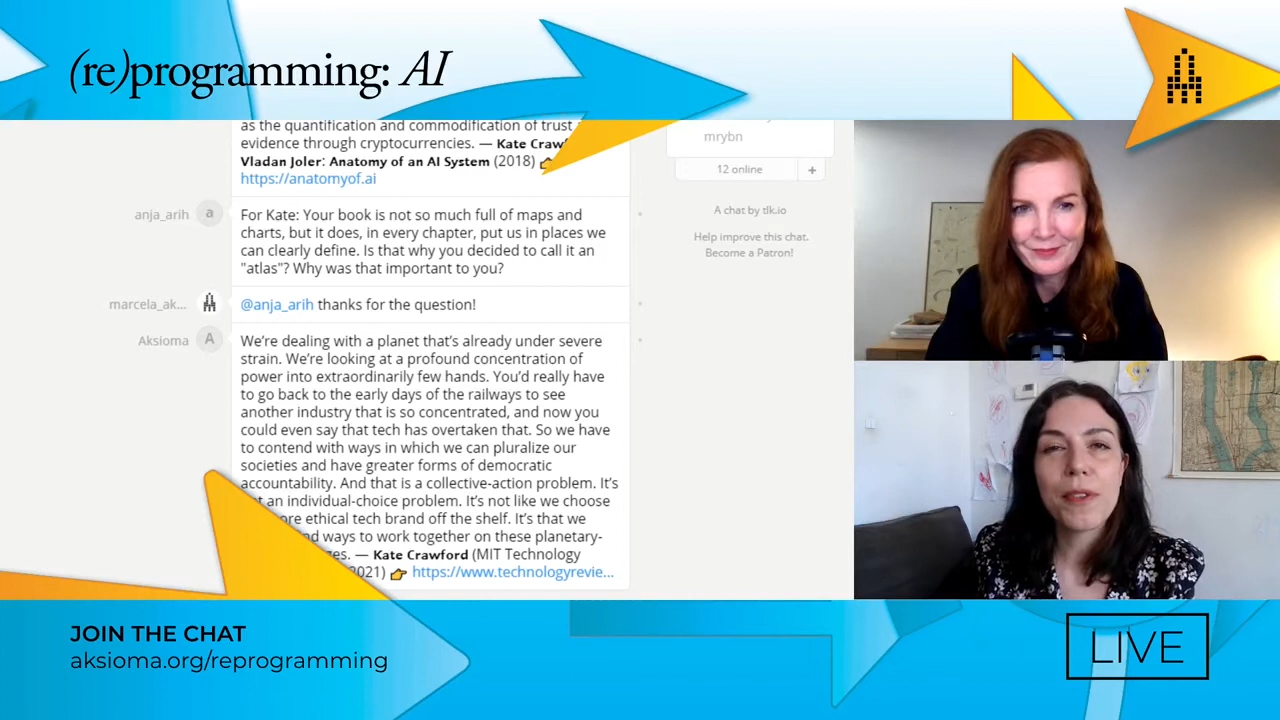 (re)programming: AI
as the quantification and commodification of trust
evidence through cryptocurrencies. — Kate
Vladan Joler: Anatomy of an AI System (2018) 👉
https://anatomyof.ai
mrybn
12 online +
A chat by tlk.io
Help improve this chat.
Become a Patron!
anja_arih a For Kate: Your book is not so much full of maps and
charts, but it does, in every chapter, put us in places we
can clearly define. Is that why you decided to call it an
"atlas"? Why was that important to you?
marcela_ak... @anja_arih thanks for the question!
Aksioma A We're dealing with a planet that's already under severe
strain. We're looking at a profound concentration of
power into extraordinarily few hands. You'd really have
to go back to the early days of the railways to see
another industry that is so concentrated, and now you
could even say that tech has overtaken that. So we have
to contend with ways in which we can pluralize our
societies and have greater forms of democratic
accountability. And that is a collective-action problem. It's
an individual-choice problem. It's not like we choose
ethical tech brand off the shelf. It's that we
ways to work together on these planetary-
— Kate Crawford (MIT Technology
2021) 👉 https://www.technologyrevie...
JOIN THE CHAT
aksioma.org/reprogramming
LIVE